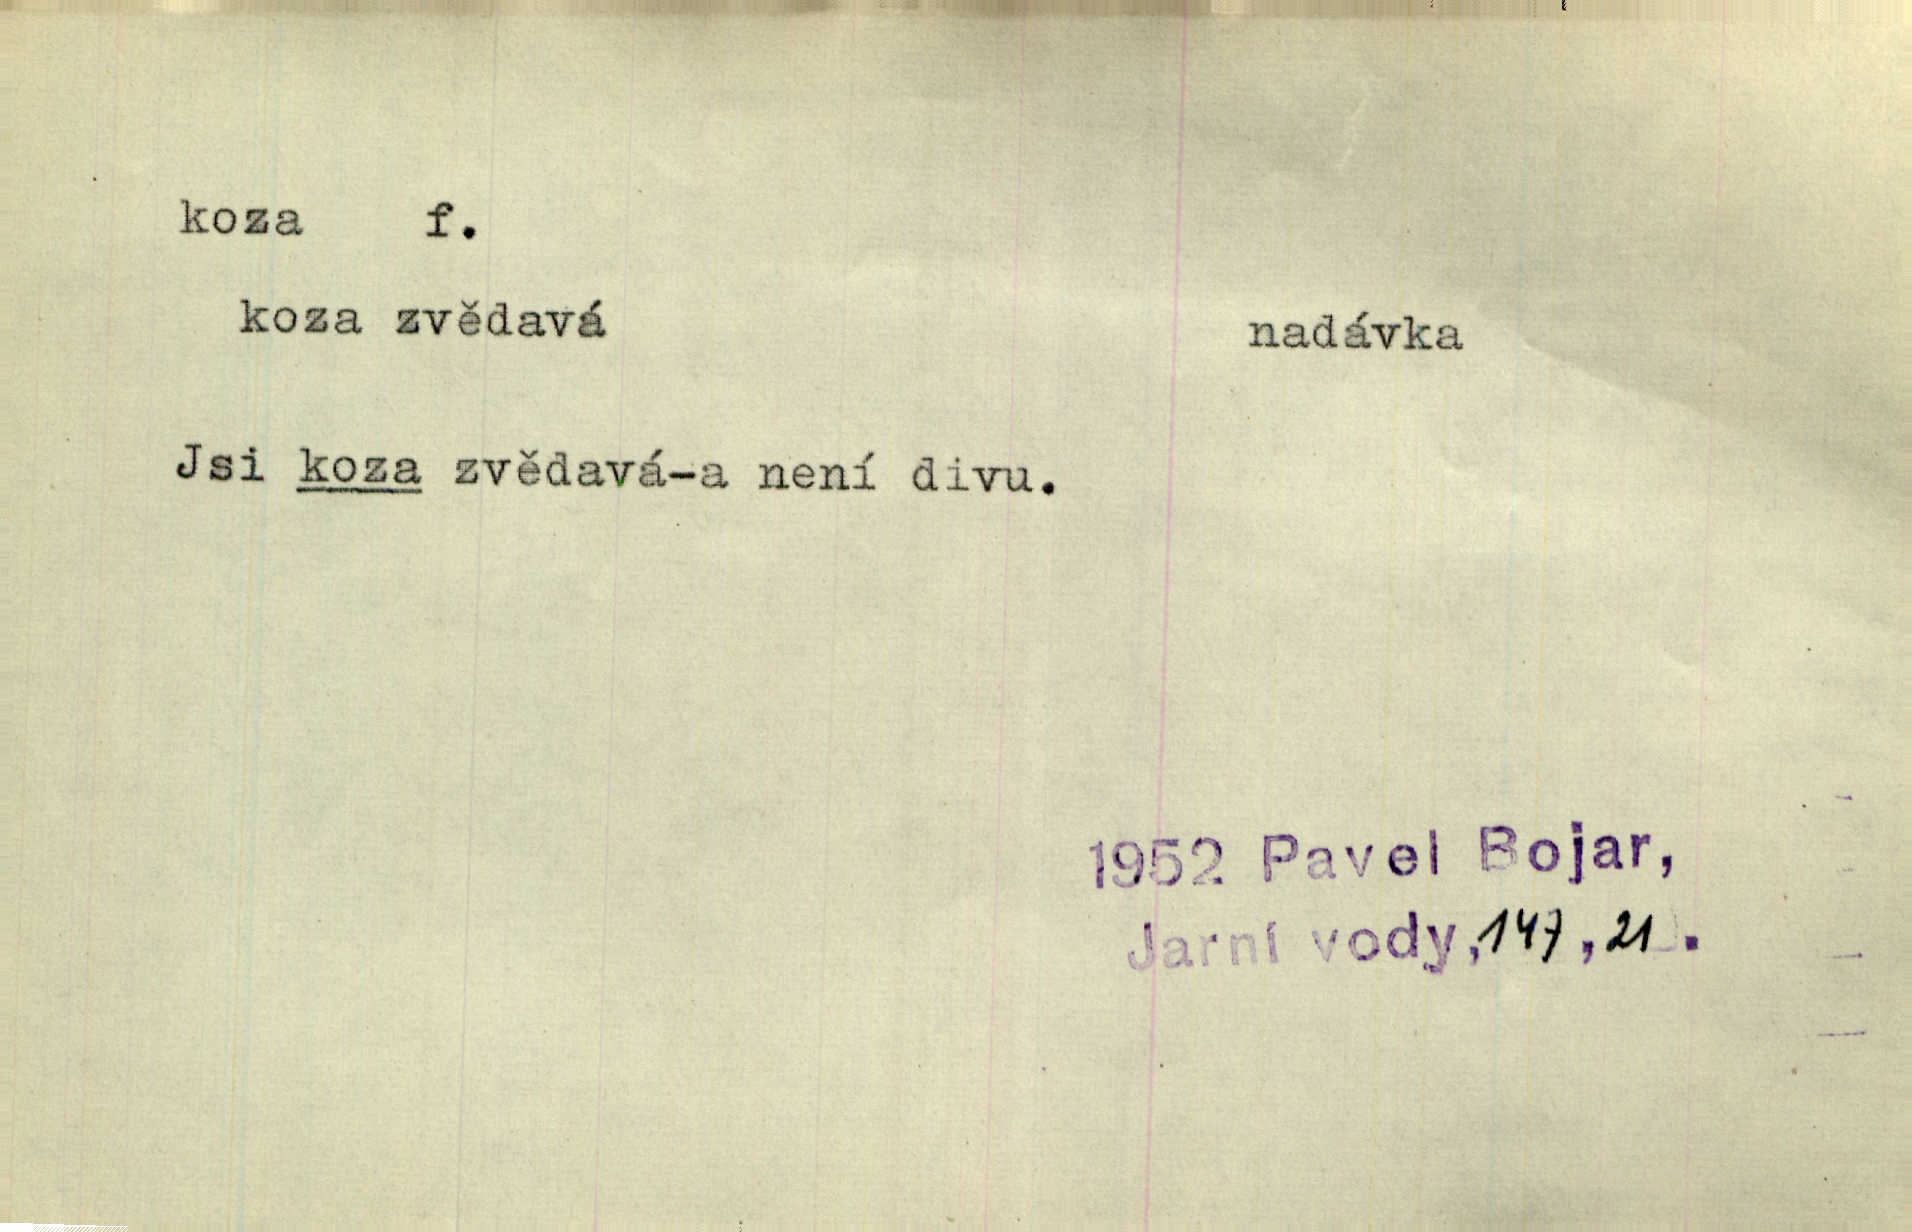 koza f.
koza zvědavá nadávka
Jsi koza zvědavá-a není divu.
1952 Pavel Bojar,
Jarní vody, 147, 21.